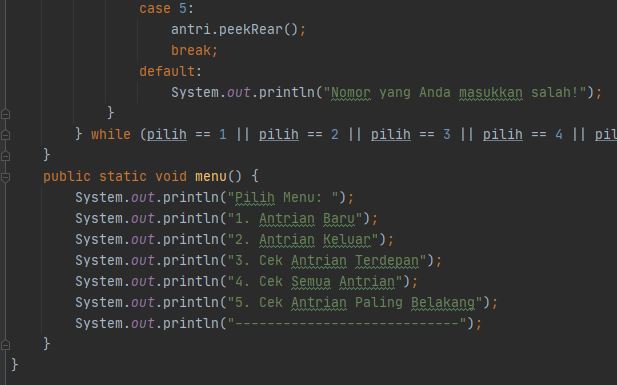 case 5:
antri.peekRear();
break;
default:
System.out.println("Nomor yang Anda masukkan salah!");
}
} while (pilih == 1 || pilih == 2 || pilih == 3 || pilih == 4 || pil
}
public static void menu() {
System.out.println("Pilih Menu: ");
System.out.println("1. Antrian Baru");
System.out.println("2. Antrian Keluar");
System.out.println("3. Cek Antrian Terdepan");
System.out.println("4. Cek Semua Antrian");
System.out.println("5. Cek Antrian Paling Belakang");
System.out.println("----------------------------");
}
}